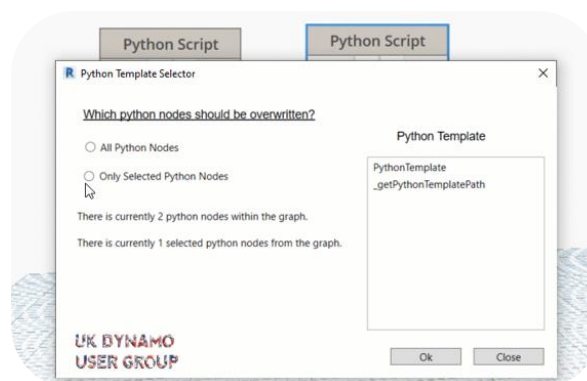 Python Script
Python Script
R Python Template Selector
Which python nodes should be overwritten?
All Python Nodes
Only Selected Python Nodes
There is currently 2 python nodes within the graph.
There is currently 1 selected python nodes from the graph.
Python Template
PythonTemplate
_getPythonTemplatePath
UK DYNAMO
USER GROUP
Ok
Close